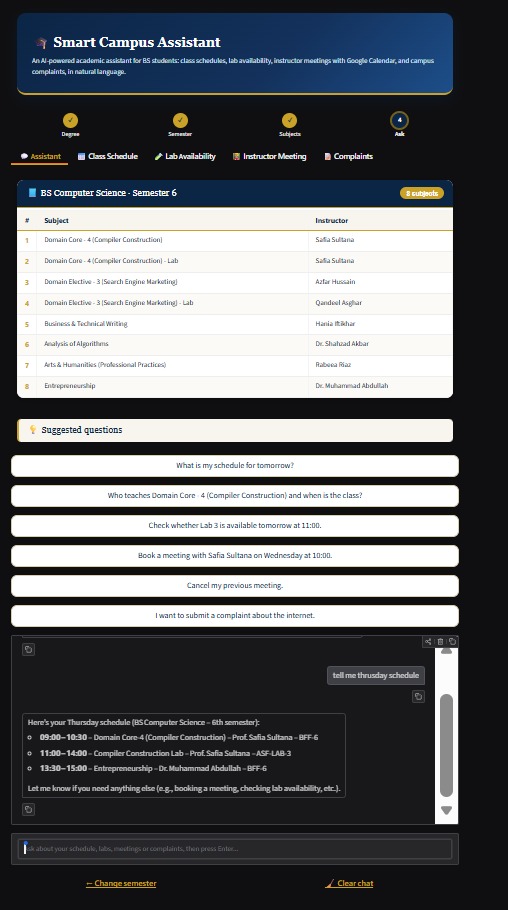 Smart Campus Assistant
An AI-powered academic assistant for BS students: class schedules, lab availability, instructor meetings with Google Calendar, and campus
complaints, in natural language.
✓ ✓ ✓ 4
Degree Semester Subjects Ask
Assistant Class Schedule Lab Availability Instructor Meeting Complaints
BS Computer Science - Semester 6 8 subjects
# Subject Instructor
1 Domain Core - 4 (Compiler Construction) Safia Sultana
2 Domain Core - 4 (Compiler Construction) - Lab Safia Sultana
3 Domain Elective - 3 (Search Engine Marketing) Azfar Hussain
4 Domain Elective - 3 (Search Engine Marketing) - Lab Qandeel Asghar
5 Business & Technical Writing Hania Iftikhar
6 Analysis of Algorithms Dr. Shahzad Akbar
7 Arts & Humanities (Professional Practices) Rabeea Riaz
8 Entrepreneurship Dr. Muhammad Abdullah
Suggested questions
What is my schedule for tomorrow?
Who teaches Domain Core - 4 (Compiler Construction) and when is the class?
Check whether Lab 3 is available tomorrow at 11:00.
Book a meeting with Safia Sultana on Wednesday at 10:00.
Cancel my previous meeting.
I want to submit a complaint about the internet.
tell me thrusday schedule
Here's your Thursday schedule (BS Computer Science – 6th semester):
09:00–10:30 – Domain Core-4 (Compiler Construction) – Prof. Safia Sultana – BFF-6
11:00–14:00 – Compiler Construction Lab – Prof. Safia Sultana – ASF-LAB-3
13:30–15:00 – Entrepreneurship – Dr. Muhammad Abdullah – BFF-6
Let me know if you need anything else (e.g., booking a meeting, checking lab availability, etc.).
Ask about your schedule, labs, meetings or complaints, then press Enter...
← Change semester Clear chat